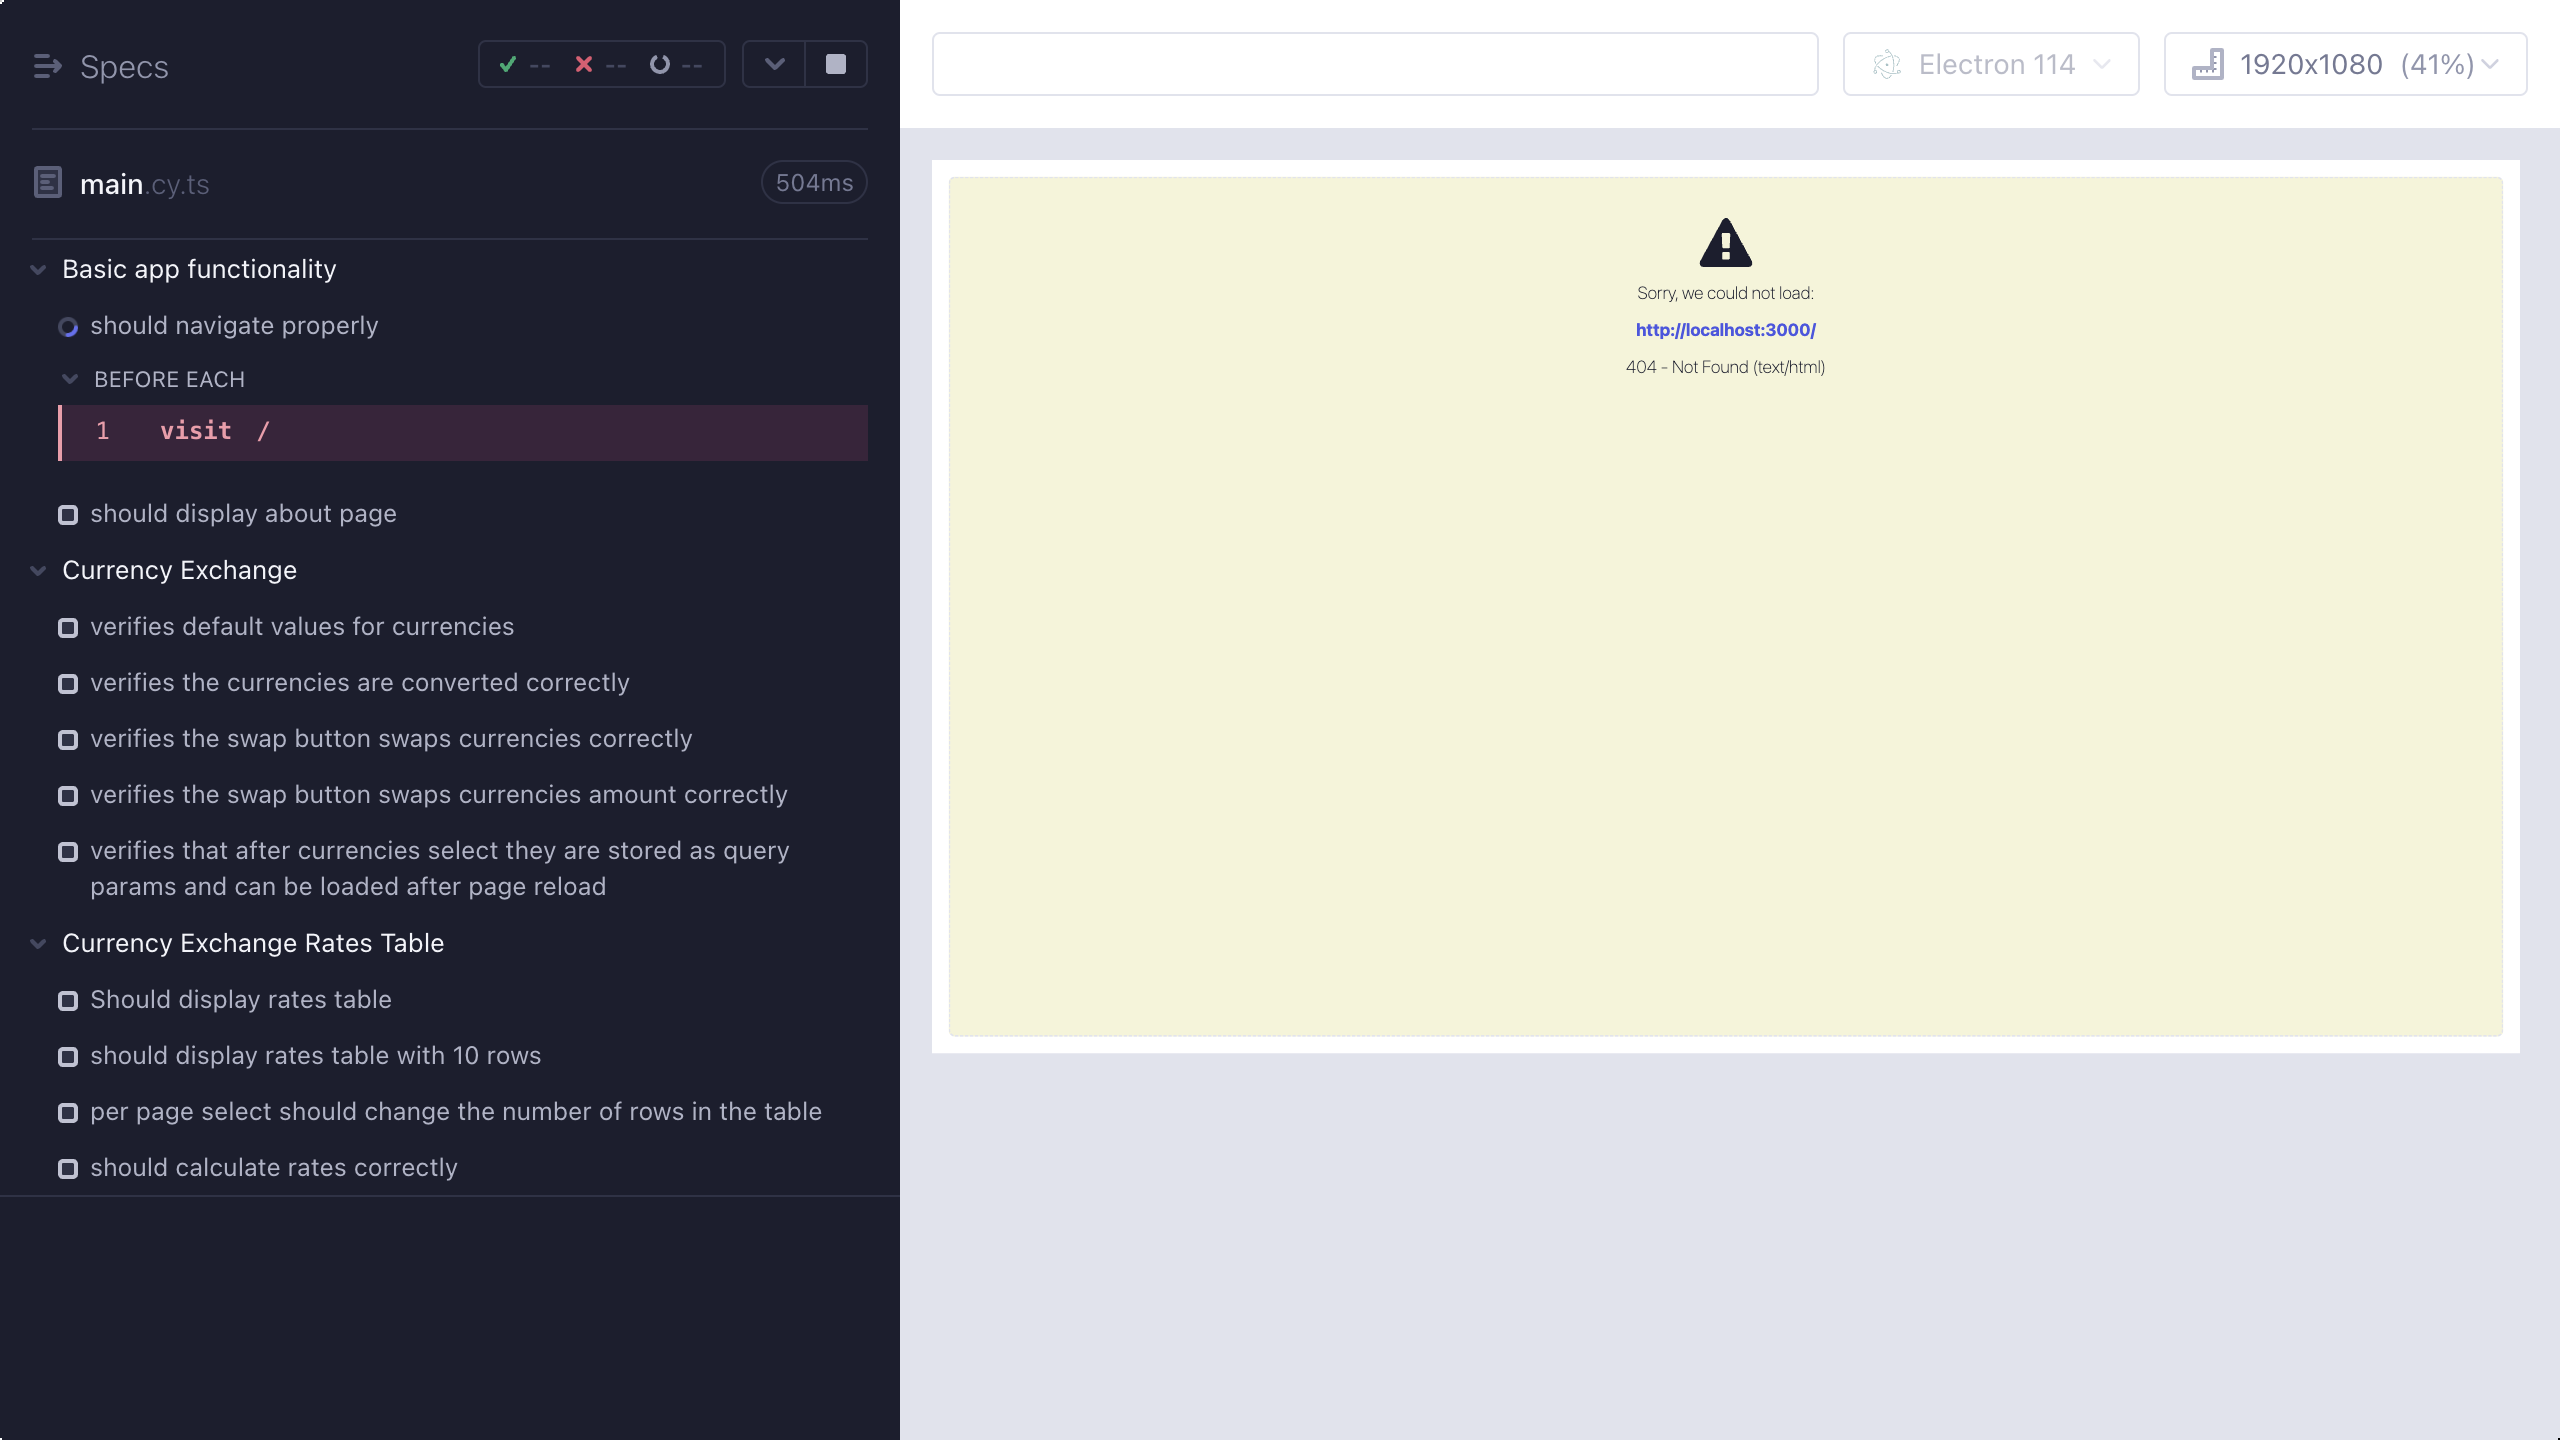 Specs
-- -- --
main.cy.ts
504ms
Basic app functionality
should navigate properly
BEFORE EACH
1 visit /
should display about page
Currency Exchange
verifies default values for currencies
verifies the currencies are converted correctly
verifies the swap button swaps currencies correctly
verifies the swap button swaps currencies amount correctly
verifies that after currencies select they are stored as query
params and can be loaded after page reload
Currency Exchange Rates Table
Should display rates table
should display rates table with 10 rows
per page select should change the number of rows in the table
should calculate rates correctly
Electron 114
1920x1080 (41%)
Sorry, we could not load:
http://localhost:3000/
404 - Not Found (text/html)